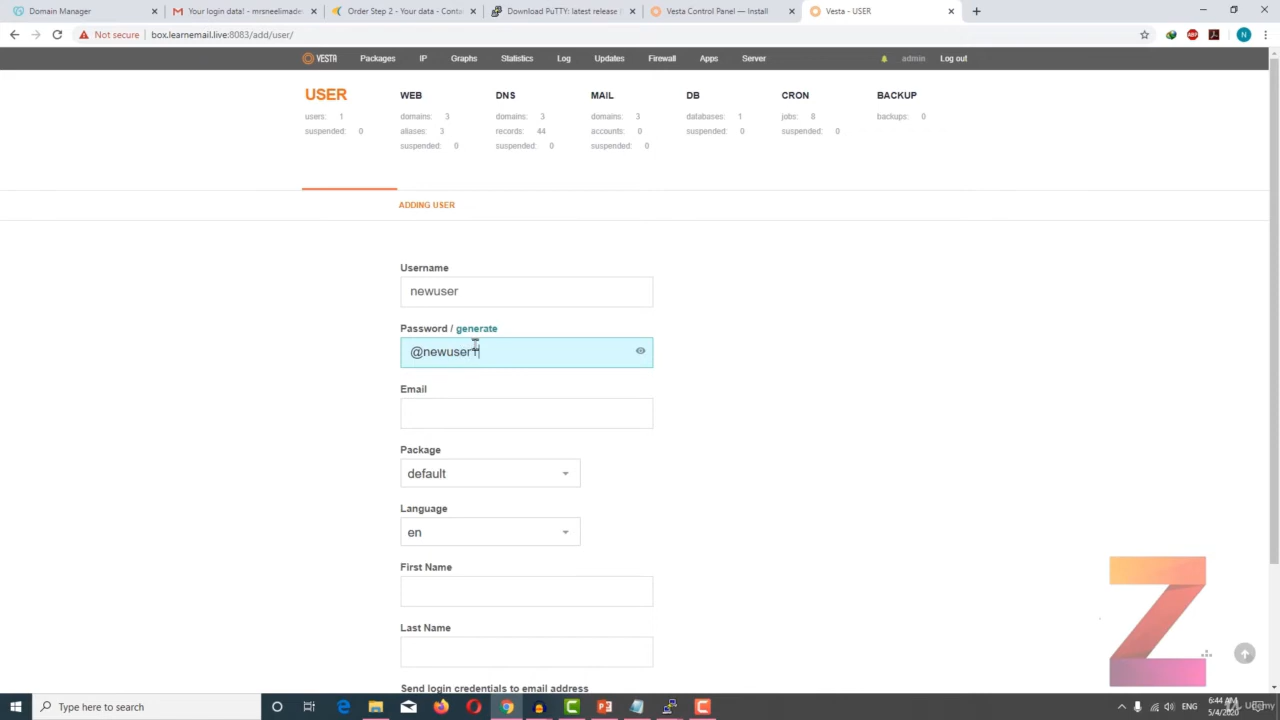 Domain Manager
Your login data! - mrsneelimade
Order Step 2 - your data - Conta
Download PuTTY: latest release
Vesta Control Panel — Install
Vesta - USER
Not secure
box.learnemail.live:8083/add/user/
ABP
N
VESTA Packages IP Graphs Statistics Log Updates Firewall Apps Server admin Log out
USER WEB DNS MAIL DB CRON BACKUP
users: 1 domains: 3 domains: 3 domains: 3 databases: 1 jobs: 8 backups: 0
suspended: 0 aliases: 3 records: 44 accounts: 0 suspended: 0 suspended: 0
suspended: 0 suspended: 0 suspended: 0
ADDING USER
Username
newuser
Password / generate
Email
Package
default
Language
en
First Name
Last Name
Send login credentials to email address
Z
Type here to search
ENG
6:44 AM
5/4/2020
Udemy